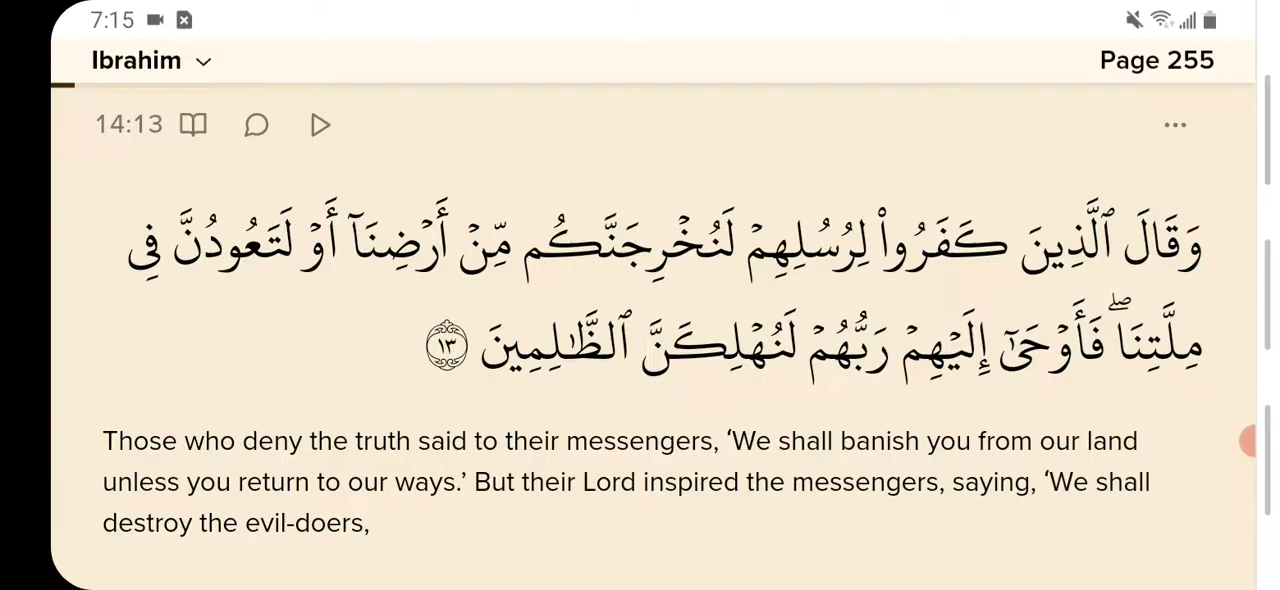 7:15
Ibrahim
Page 255
14:13
وَقَالَ ٱلَّذِينَ كَفَرُوا۟ لِرُسُلِهِمْ لَنُخْرِجَنَّكُم مِّنْ أَرْضِنَآ أَوْ لَتَعُودُنَّ فِى
مِلَّتِنَا ۖ فَأَوْحَىٰٓ إِلَيْهِمْ رَبُّهُمْ لَنُهْلِكَنَّ ٱلظَّـٰلِمِينَ ١٣
Those who deny the truth said to their messengers, ‘We shall banish you from our land
unless you return to our ways.’ But their Lord inspired the messengers, saying, ‘We shall
destroy the evil-doers,